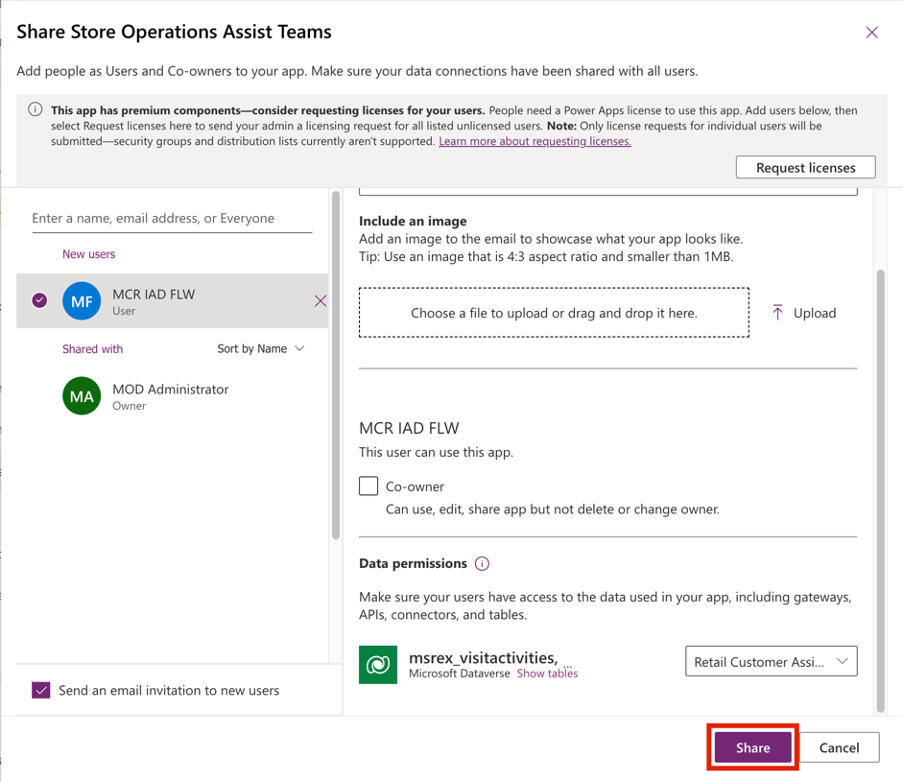 Share Store Operations Assist Teams
Add people as Users and Co-owners to your app. Make sure your data connections have been shared with all users.
This app has premium components—consider requesting licenses for your users. People need a Power Apps license to use this app. Add users below, then
select Request licenses here to send your admin a licensing request for all listed unlicensed users. Note: Only license requests for individual users will be
submitted—security groups and distribution lists currently aren't supported. Learn more about requesting licenses.
Request licenses
Enter a name, email address, or Everyone
New users
MF
MCR IAD FLW
User
Shared with
Sort by Name
MA
MOD Administrator
Owner
Send an email invitation to new users
Include an image
Add an image to the email to showcase what your app looks like.
Tip: Use an image that is 4:3 aspect ratio and smaller than 1MB.
Choose a file to upload or drag and drop it here.
Upload
MCR IAD FLW
This user can use this app.
Co-owner
Can use, edit, share app but not delete or change owner.
Data permissions
Make sure your users have access to the data used in your app, including gateways,
APIs, connectors, and tables.
msrex_visitactivities, ...
Microsoft Dataverse Show tables
Retail Customer Assi...
Share
Cancel